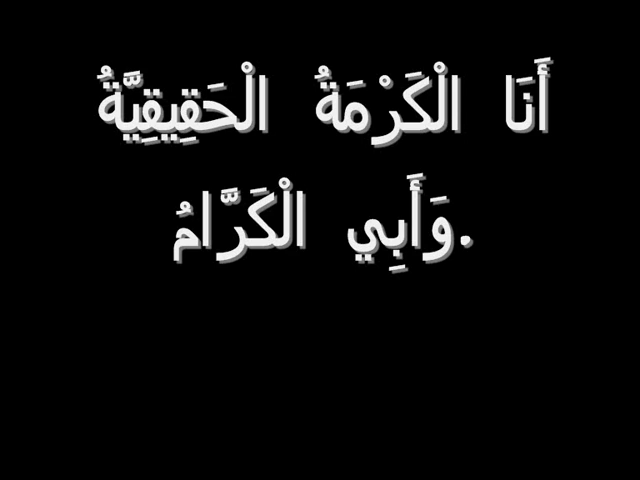 أَنَا الْكَرْمَةُ الْحَقِيقِيَّةُ
وَأَبِي الْكَرَّامُ.